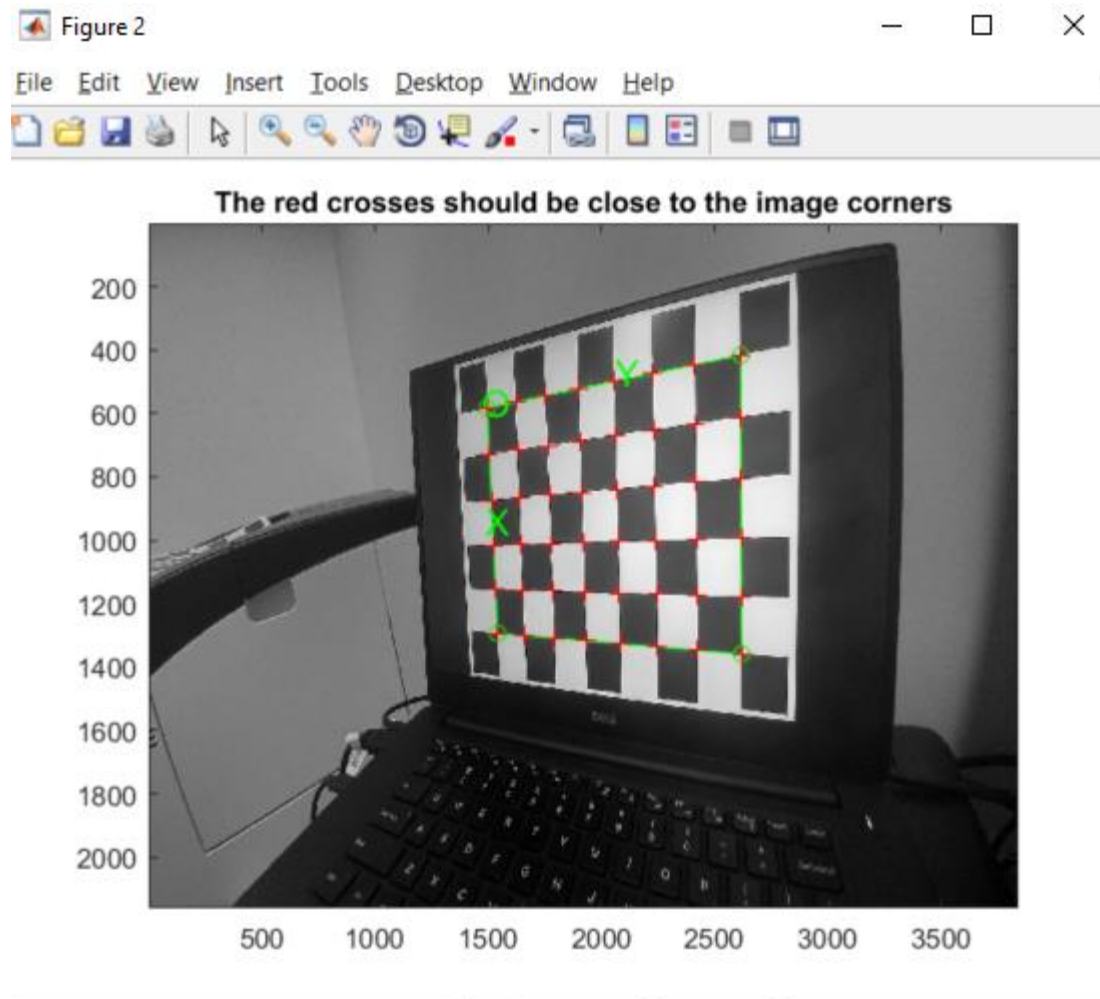 Figure 2
File Edit View Insert Tools Desktop Window Help
The red crosses should be close to the image corners
200
400
600
800
1000
1200
1400
1600
1800
2000
O
Y
X
DELL
500 1000 1500 2000 2500 3000 3500